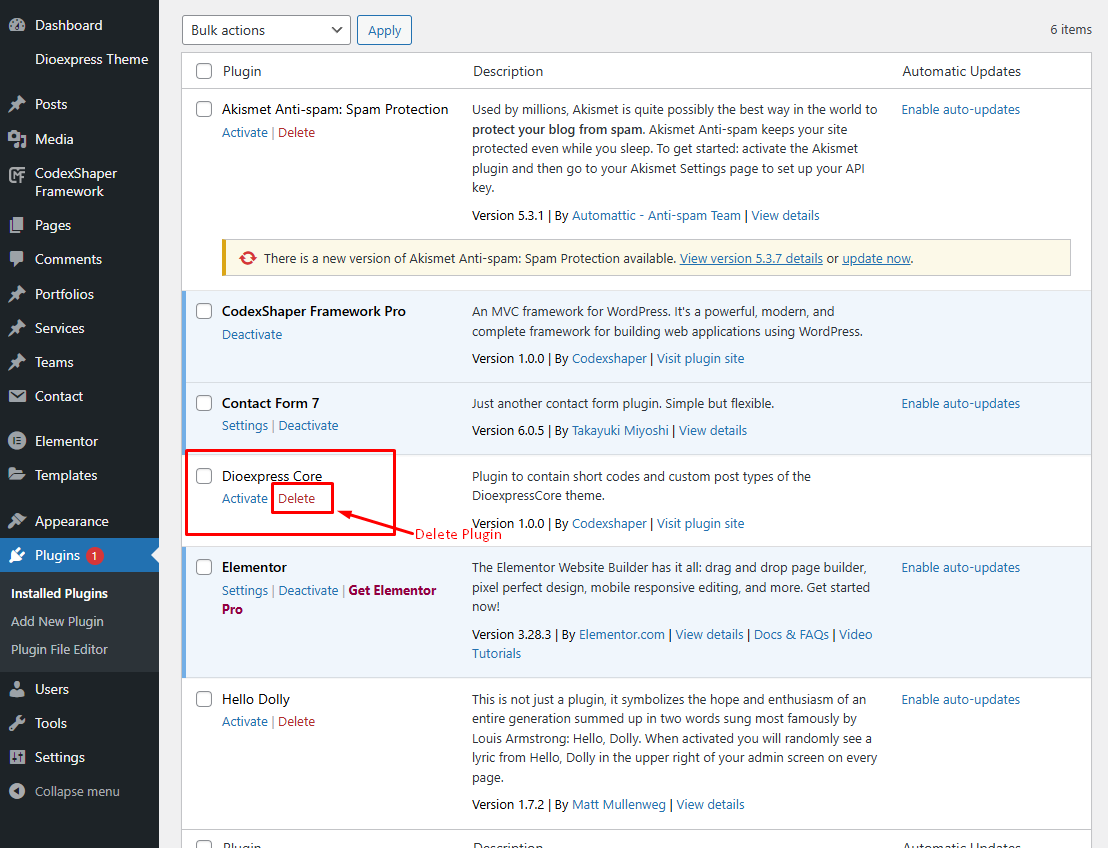 Dashboard
Dioexpress Theme
Posts
Media
CodexShaper
Framework
Pages
Comments
Portfolios
Services
Teams
Contact
Elementor
Templates
Appearance
Plugins 1
Installed Plugins
Add New Plugin
Plugin File Editor
Users
Tools
Settings
Collapse menu
Bulk actions
Apply
6 items
Plugin Description Automatic Updates
Akismet Anti-spam: Spam Protection
Activate | Delete
Used by millions, Akismet is quite possibly the best way in the world to
protect your blog from spam. Akismet Anti-spam keeps your site
protected even while you sleep. To get started: activate the Akismet
plugin and then go to your Akismet Settings page to set up your API
key.
Version 5.3.1 | By Automattic - Anti-spam Team | View details
Enable auto-updates
There is a new version of Akismet Anti-spam: Spam Protection available. View version 5.3.7 details or update now.
CodexShaper Framework Pro
Deactivate
An MVC framework for WordPress. It's a powerful, modern, and
complete framework for building web applications using WordPress.
Version 1.0.0 | By Codexshaper | Visit plugin site
Contact Form 7
Settings | Deactivate
Just another contact form plugin. Simple but flexible.
Version 6.0.5 | By Takayuki Miyoshi | View details
Enable auto-updates
Dioexpress Core
Activate Delete
Plugin to contain short codes and custom post types of the
DioexpressCore theme.
Version 1.0.0 | By Codexshaper | Visit plugin site
Delete Plugin
Elementor
Settings | Deactivate | Get Elementor
Pro
The Elementor Website Builder has it all: drag and drop page builder,
pixel perfect design, mobile responsive editing, and more. Get started
now!
Version 3.28.3 | By Elementor.com | View details | Docs & FAQs | Video
Tutorials
Enable auto-updates
Hello Dolly
Activate | Delete
This is not just a plugin, it symbolizes the hope and enthusiasm of an
entire generation summed up in two words sung most famously by
Louis Armstrong: Hello, Dolly. When activated you will randomly see a
lyric from Hello, Dolly in the upper right of your admin screen on every
page.
Version 1.7.2 | By Matt Mullenweg | View details
Enable auto-updates
Plugin Description Automatic Updates